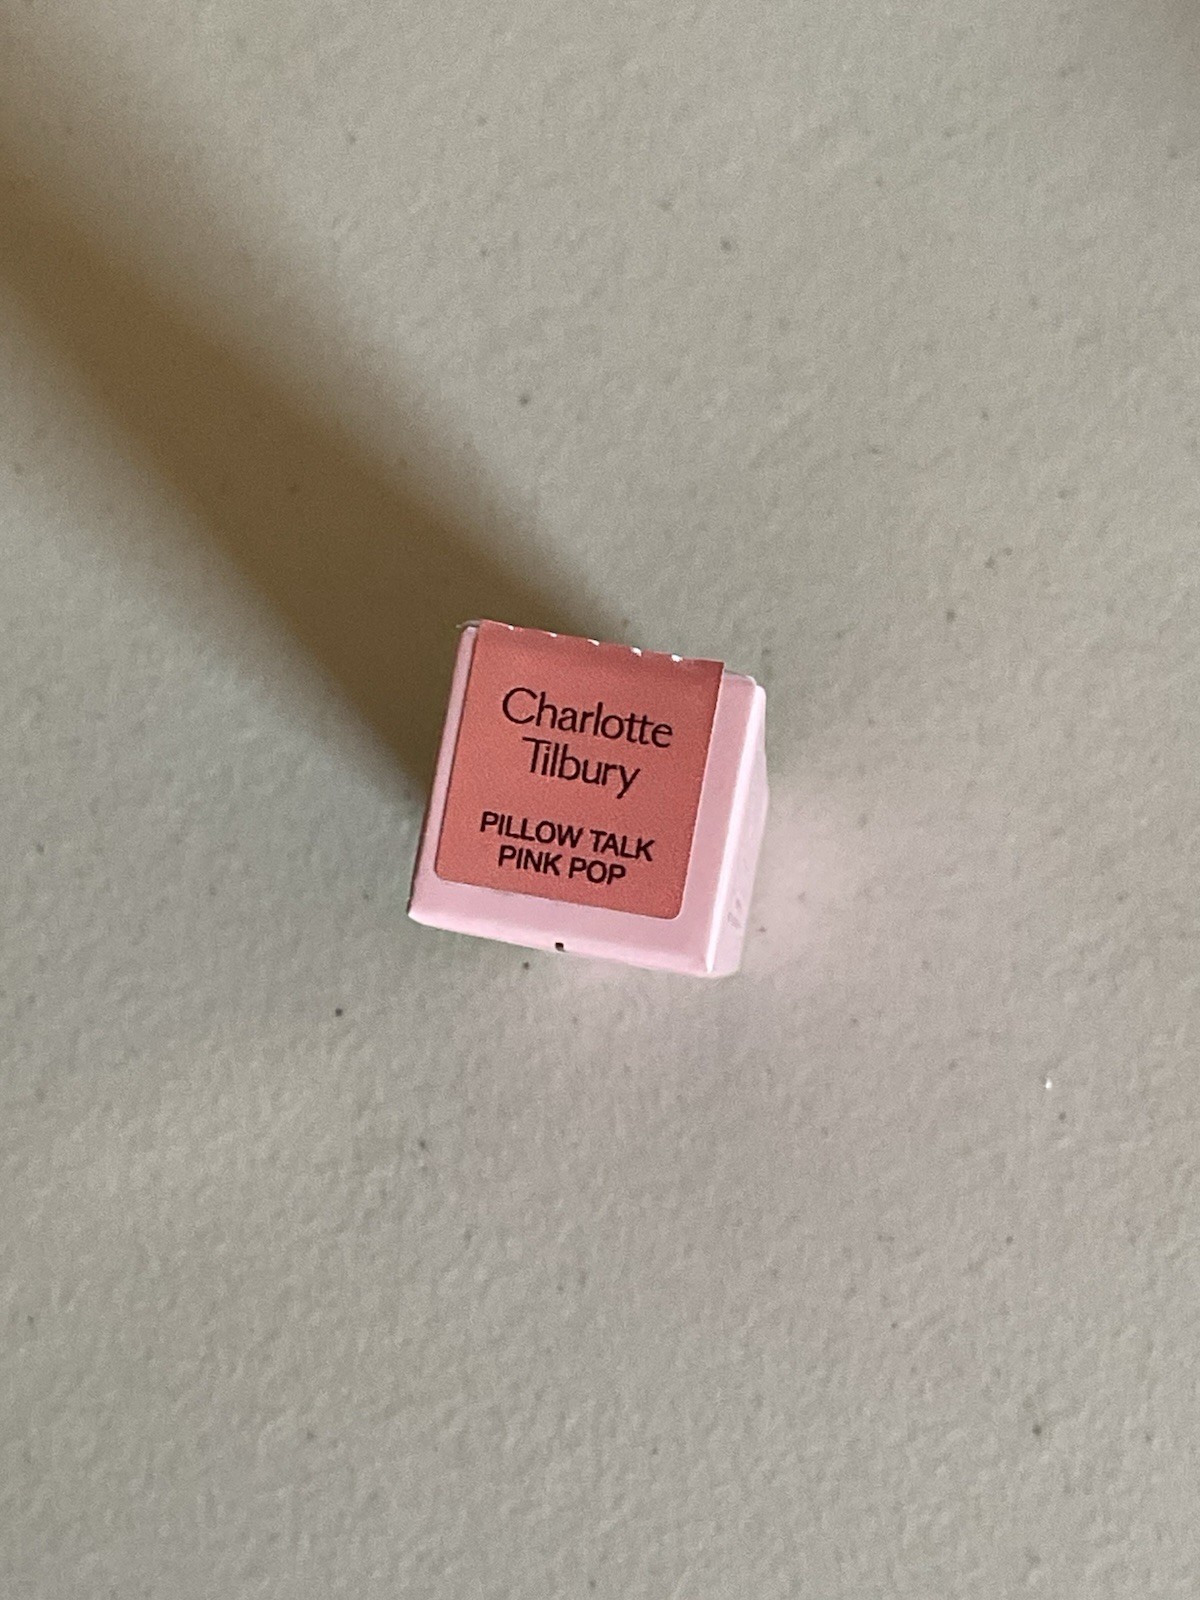 Charlotte
Tilbury
PILLOW TALK
PINK POP